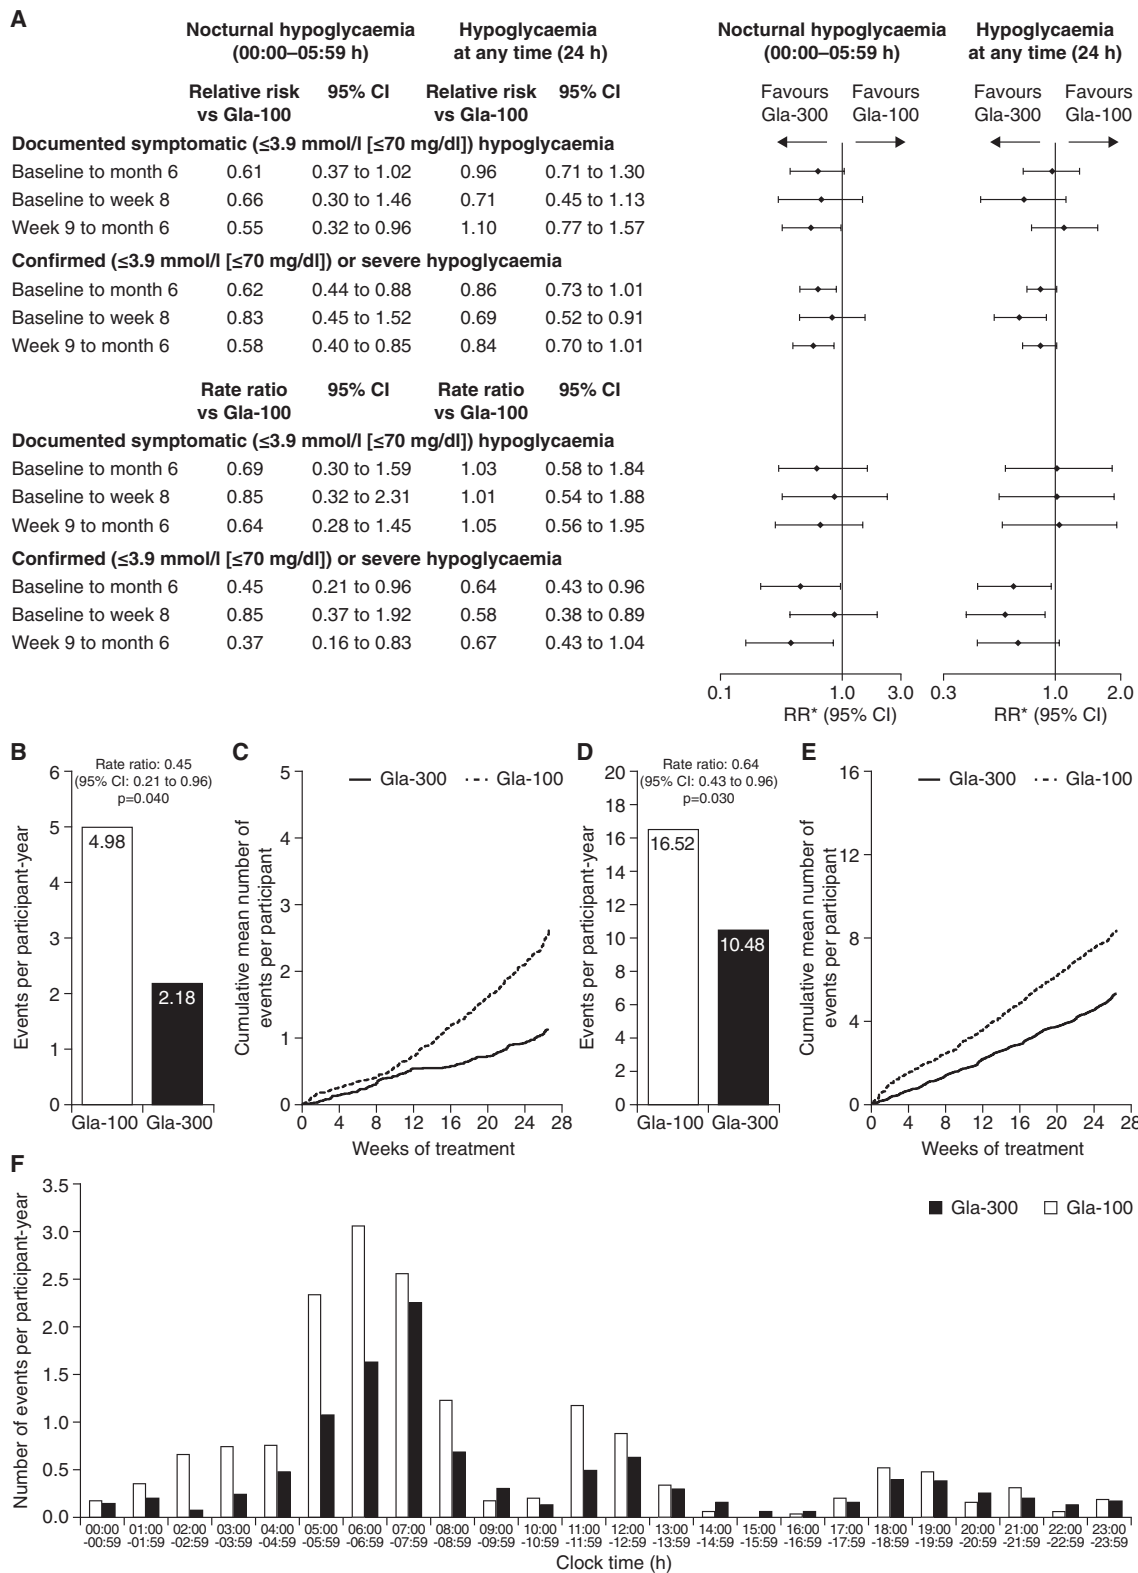 A
Nocturnal hypoglycaemia Hypoglycaemia Nocturnal hypoglycaemia Hypoglycaemia
(00:00–05:59 h) at any time (24 h) (00:00–05:59 h) at any time (24 h)
Relative risk 95% CI Relative risk 95% CI Favours Favours Favours Favours
vs Gla-100 vs Gla-100 Gla-300 Gla-100 Gla-300 Gla-100
Documented symptomatic (≤3.9 mmol/l [≤70 mg/dl]) hypoglycaemia
Baseline to month 6 0.61 0.37 to 1.02 0.96 0.71 to 1.30
Baseline to week 8 0.66 0.30 to 1.46 0.71 0.45 to 1.13
Week 9 to month 6 0.55 0.32 to 0.96 1.10 0.77 to 1.57
Confirmed (≤3.9 mmol/l [≤70 mg/dl]) or severe hypoglycaemia
Baseline to month 6 0.62 0.44 to 0.88 0.86 0.73 to 1.01
Baseline to week 8 0.83 0.45 to 1.52 0.69 0.52 to 0.91
Week 9 to month 6 0.58 0.40 to 0.85 0.84 0.70 to 1.01
Rate ratio 95% CI Rate ratio 95% CI
vs Gla-100 vs Gla-100
Documented symptomatic (≤3.9 mmol/l [≤70 mg/dl]) hypoglycaemia
Baseline to month 6 0.69 0.30 to 1.59 1.03 0.58 to 1.84
Baseline to week 8 0.85 0.32 to 2.31 1.01 0.54 to 1.88
Week 9 to month 6 0.64 0.28 to 1.45 1.05 0.56 to 1.95
Confirmed (≤3.9 mmol/l [≤70 mg/dl]) or severe hypoglycaemia
Baseline to month 6 0.45 0.21 to 0.96 0.64 0.43 to 0.96
Baseline to week 8 0.85 0.37 to 1.92 0.58 0.38 to 0.89
Week 9 to month 6 0.37 0.16 to 0.83 0.67 0.43 to 1.04
0.1 1.0 3.0 0.3 1.0 2.0
RR* (95% CI) RR* (95% CI)
B
Rate ratio: 0.45
(95% CI: 0.21 to 0.96)
p=0.040
Events per participant-year
6
5
4
3
2
1
0
4.98
2.18
Gla-100 Gla-300
C
Gla-300 Gla-100
Cumulative mean number of
events per participant
5
4
3
2
1
0
0 4 8 12 16 20 24 28
Weeks of treatment
D
Rate ratio: 0.64
(95% CI: 0.43 to 0.96)
p=0.030
Events per participant-year
20
18
16
14
12
10
8
6
4
2
0
16.52
10.48
Gla-100 Gla-300
E
Gla-300 Gla-100
Cumulative mean number of
events per participant
16
12
8
4
0
0 4 8 12 16 20 24 28
Weeks of treatment
F
Gla-300 Gla-100
Number of events per participant-year
3.5
3.0
2.5
2.0
1.5
1.0
0.5
0.0
00:00 01:00 02:00 03:00 04:00 05:00 06:00 07:00 08:00 09:00 10:00 11:00 12:00 13:00 14:00 15:00 16:00 17:00 18:00 19:00 20:00 21:00 22:00 23:00
-00:59 -01:59 -02:59 -03:59 -04:59 -05:59 -06:59 -07:59 -08:59 -09:59 -10:59 -11:59 -12:59 -13:59 -14:59 -15:59 -16:59 -17:59 -18:59 -19:59 -20:59 -21:59 -22:59 -23:59
Clock time (h)